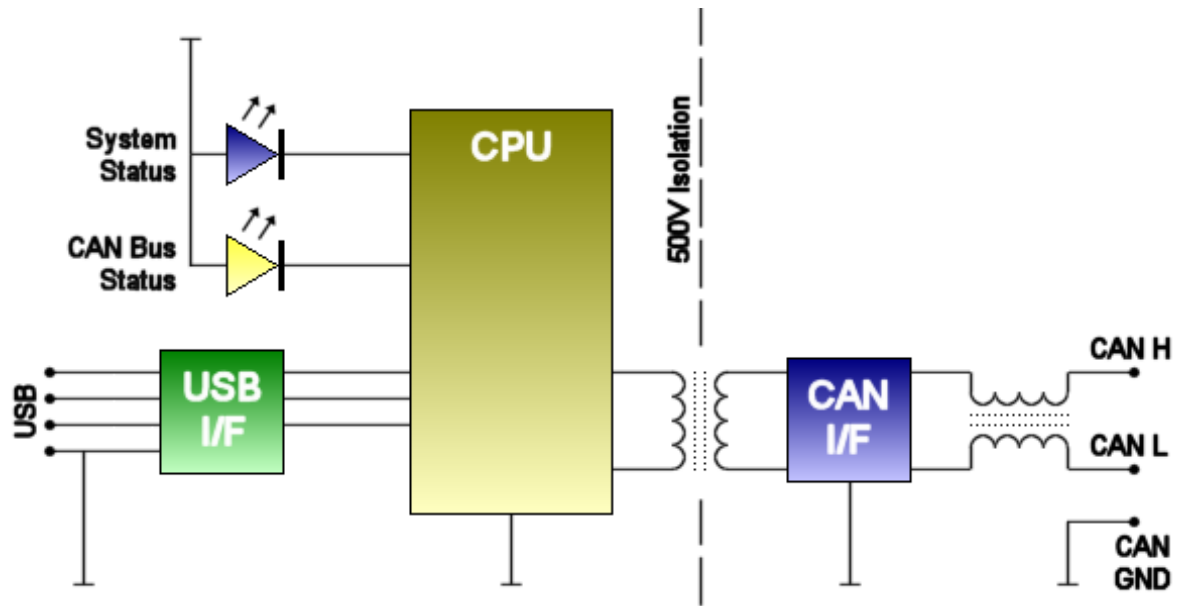 System
Status
CAN Bus
Status
USB
USB
I/F
CPU
500V Isolation
CAN
I/F
CAN H
CAN L
CAN
GND